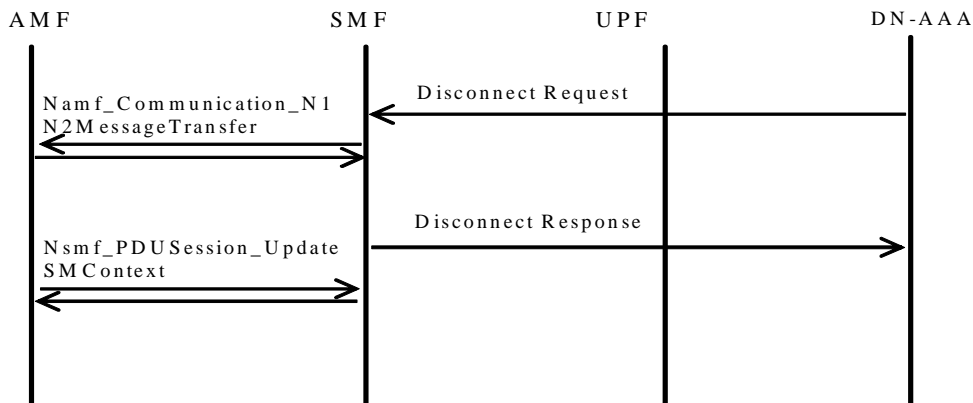 AMF
SMF
UPF
DN-AAA
Disconnect Request
Namf_Communication_N1
N2MessageTransfer
Disconnect Response
Nsmf_PDUSession_Update
SMContext